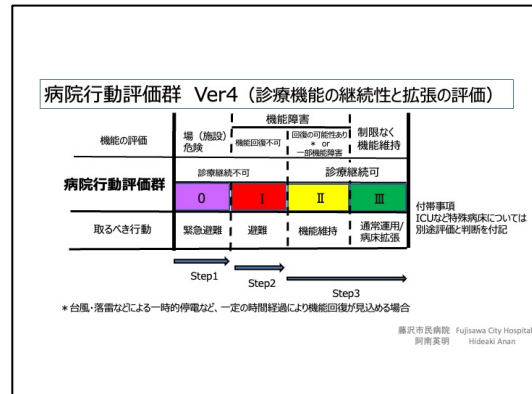 病院行動評価群 Ver4（診療機能の継続性と拡張の評価）
機能障害
機能の評価
場（施設）
危険
機能回復不可
回復の可能性あり
* or
一部機能障害
制限なく
機能維持
診療継続不可
診療継続可
病院行動評価群
0
Ⅰ
Ⅱ
Ⅲ
取るべき行動
緊急避難
避難
機能維持
通常運用/
病床拡張
付帯事項
ICUなど特殊病床については
別途評価と判断を付記
Step1
Step2
Step3
＊台風・落雷などによる一時的停電など、一定の時間経過により機能回復が見込める場合
藤沢市民病院 Fujisawa City Hospital
阿南英明 Hideaki Anan